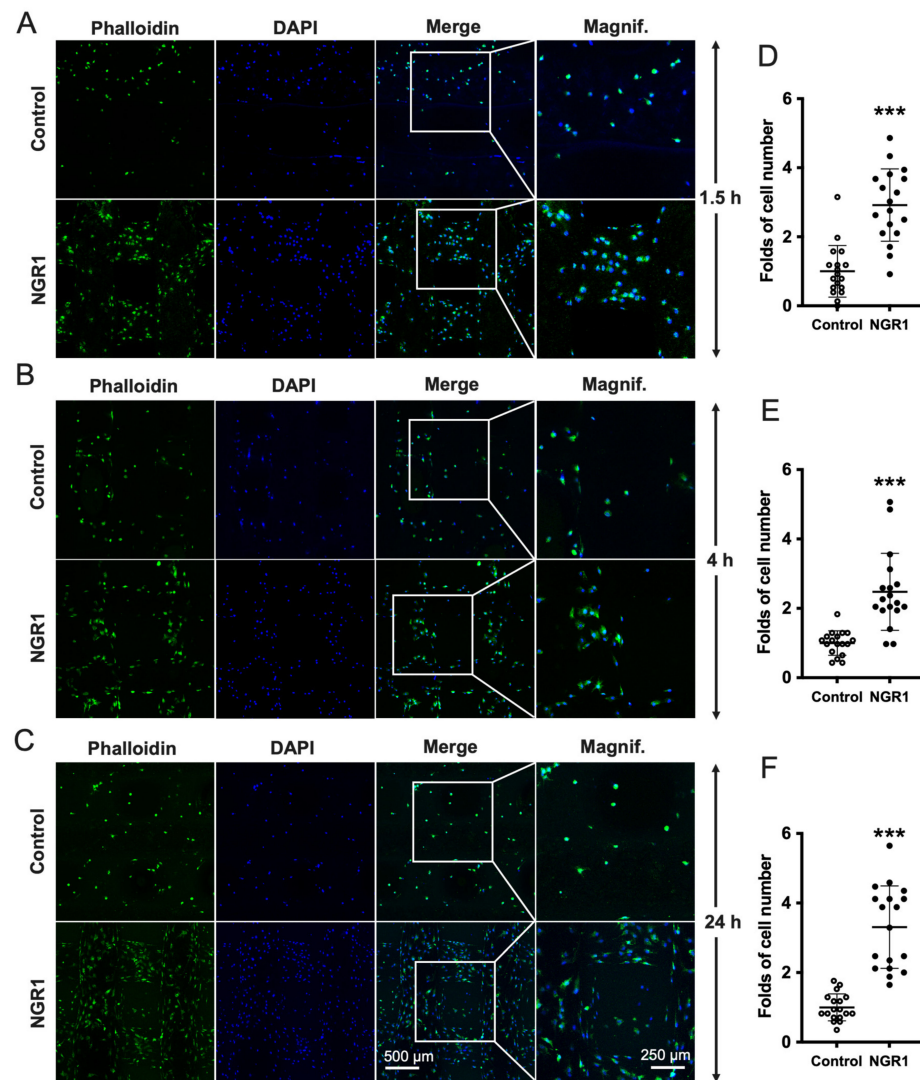 A
Phalloidin DAPI Merge Magnif.
Control
NGR1
1.5 h
D
Folds of cell number
6
4
2
0
***
Control NGR1
B
Phalloidin DAPI Merge Magnif.
Control
NGR1
4 h
E
Folds of cell number
6
4
2
0
***
Control NGR1
C
Phalloidin DAPI Merge Magnif.
Control
NGR1
500 µm
250 µm
24 h
F
Folds of cell number
6
4
2
0
***
Control NGR1